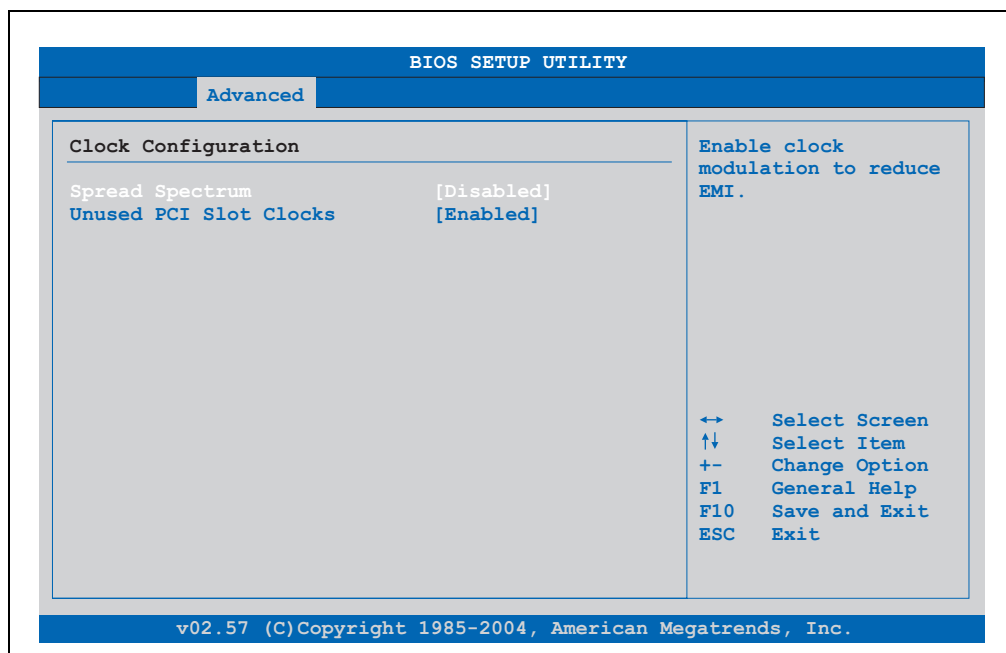 BIOS SETUP UTILITY
Advanced
Clock Configuration
Spread Spectrum [Disabled]
Unused PCI Slot Clocks [Enabled]
Enable clock
modulation to reduce
EMI.
←→ Select Screen
↑↓ Select Item
+- Change Option
F1 General Help
F10 Save and Exit
ESC Exit
v02.57 (C)Copyright 1985-2004, American Megatrends, Inc.